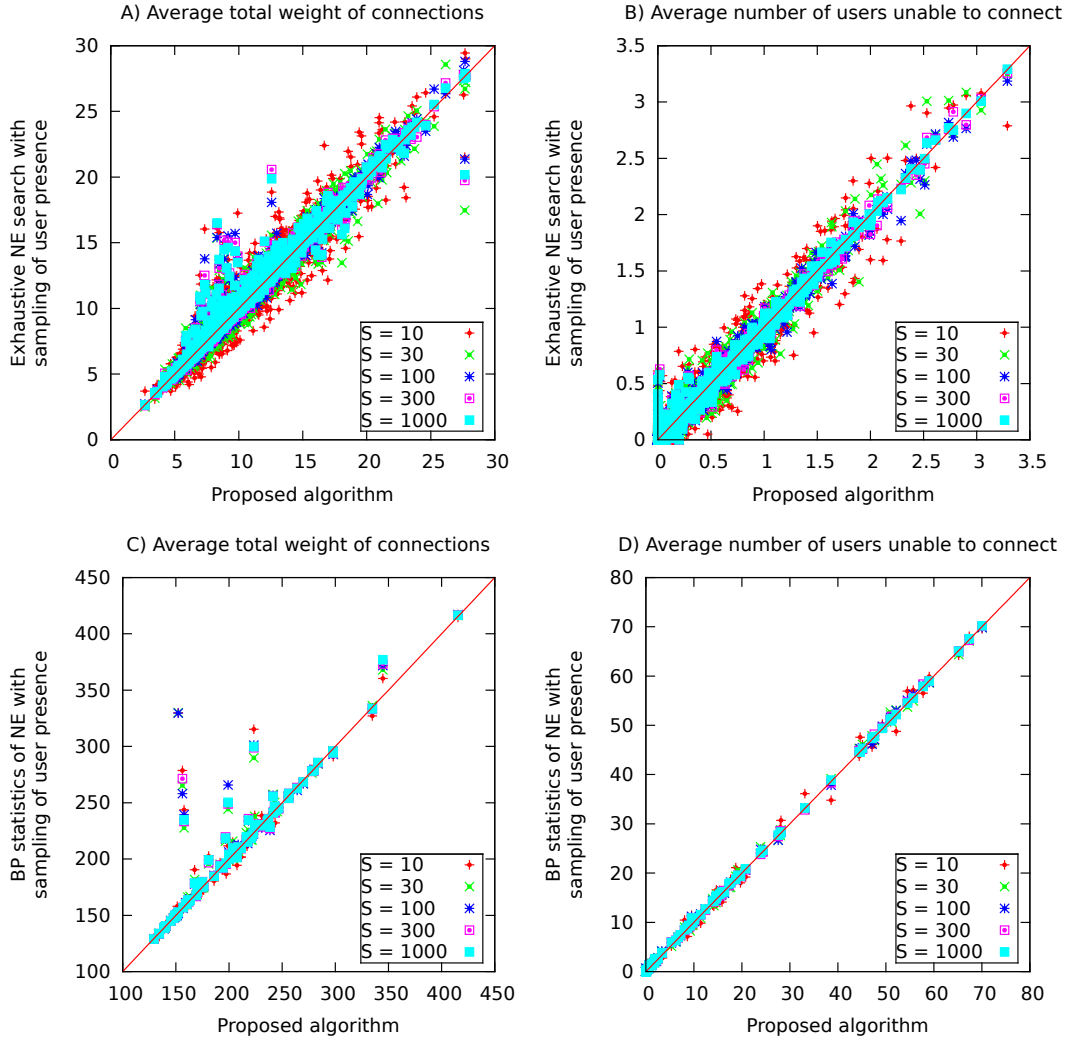 A) Average total weight of connections
Exhaustive NE search with
sampling of user presence
30
25
20
15
10
5
0
0 5 10 15 20 25 30
Proposed algorithm
S = 10
S = 30
S = 100
S = 300
S = 1000
B) Average number of users unable to connect
Exhaustive NE search with
sampling of user presence
3.5
3
2.5
2
1.5
1
0.5
0
0 0.5 1 1.5 2 2.5 3 3.5
Proposed algorithm
S = 10
S = 30
S = 100
S = 300
S = 1000
C) Average total weight of connections
BP statistics of NE with
sampling of user presence
450
400
350
300
250
200
150
100
100 150 200 250 300 350 400 450
Proposed algorithm
S = 10
S = 30
S = 100
S = 300
S = 1000
D) Average number of users unable to connect
BP statistics of NE with
sampling of user presence
80
70
60
50
40
30
20
10
0
0 10 20 30 40 50 60 70 80
Proposed algorithm
S = 10
S = 30
S = 100
S = 300
S = 1000